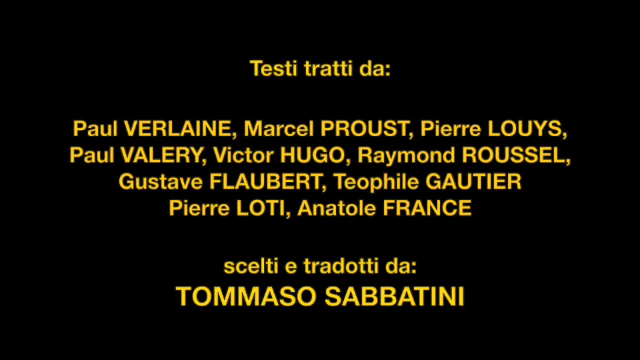 Testi tratti da:
Paul VERLAINE, Marcel PROUST, Pierre LOUYS,
Paul VALERY, Victor HUGO, Raymond ROUSSEL,
Gustave FLAUBERT, Teophile GAUTIER
Pierre LOTI, Anatole FRANCE
scelti e tradotti da:
TOMMASO SABBATINI